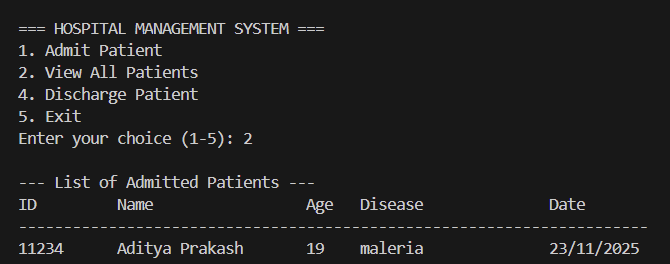 === HOSPITAL MANAGEMENT SYSTEM ===
1. Admit Patient
2. View All Patients
4. Discharge Patient
5. Exit
Enter your choice (1-5): 2

--- List of Admitted Patients ---
ID         Name                 Age   Disease              Date
----------------------------------------------------------------------
11234      Aditya Prakash       19    maleria              23/11/2025